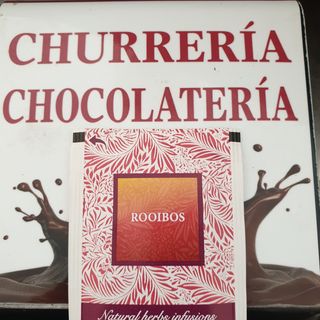 CHURRERÍA
CHOCOLATERÍA
ROOIBOS
Natural herbs infusions